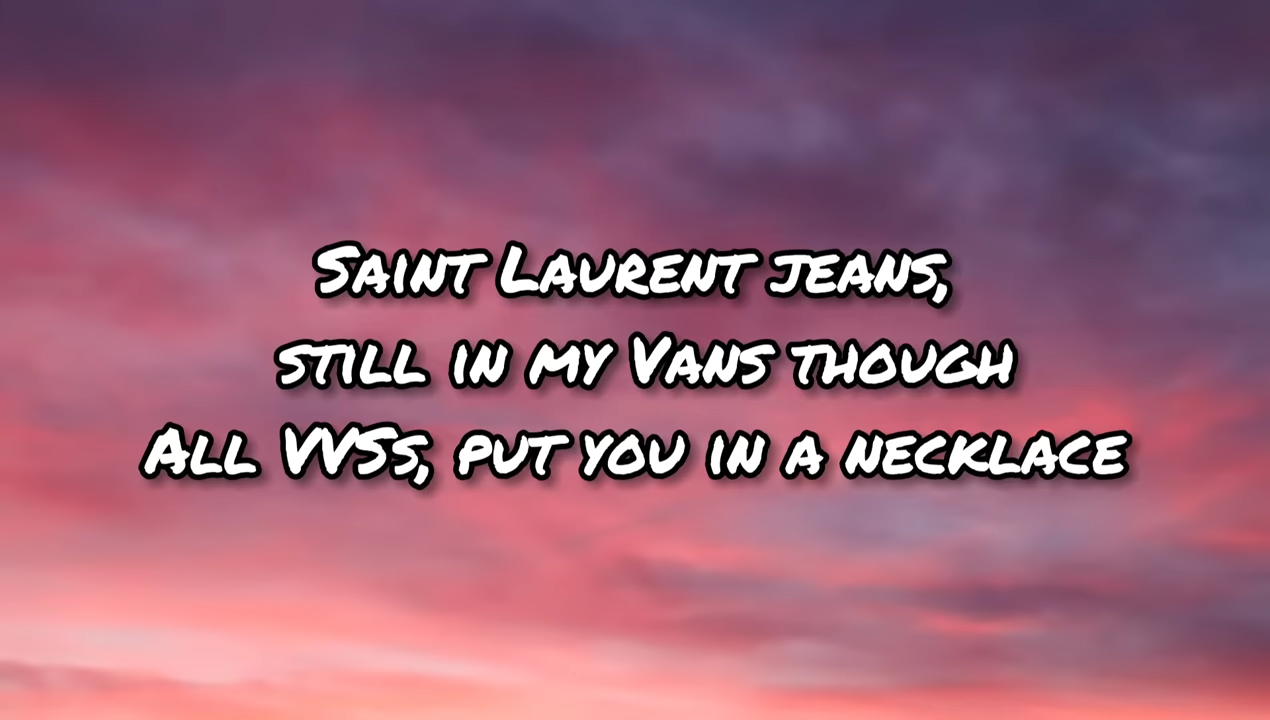 Saint Laurent jeans,
still in my Vans though
All VVSs, put you in a necklace